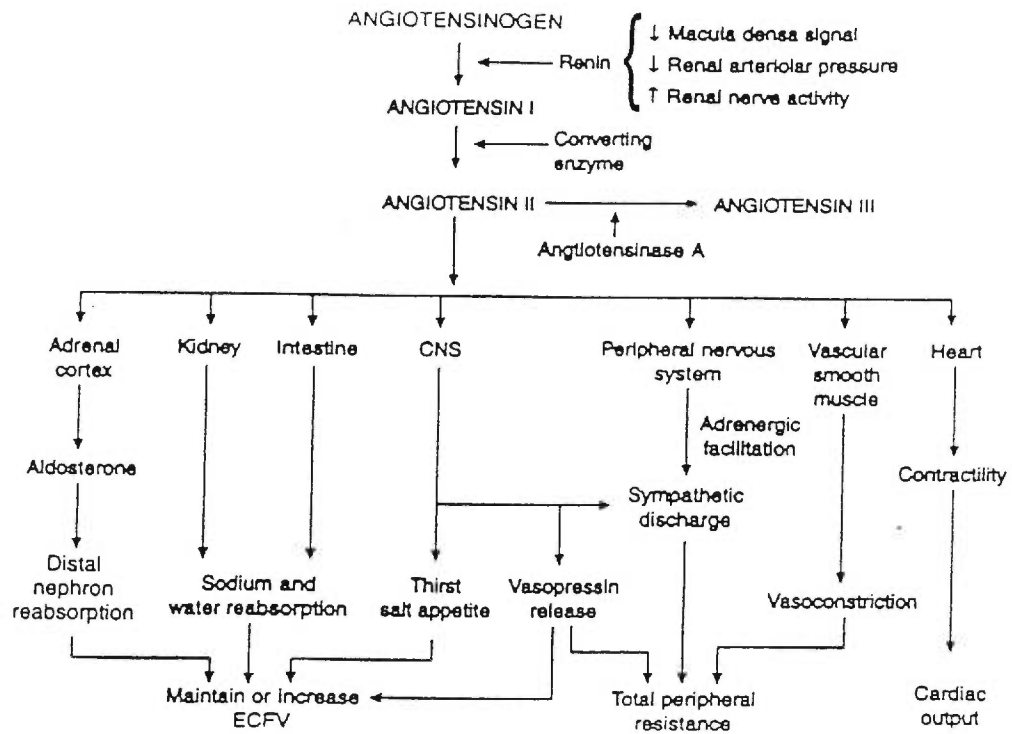 ANGIOTENSINOGEN
↓ Macula densa signal
Renin
↓ Renal arteriolar pressure
↑ Renal nerve activity
ANGIOTENSIN I
Converting
enzyme
ANGIOTENSIN II
ANGIOTENSIN III
Angtiotensinase A
Adrenal
cortex
Kidney
Intestine
CNS
Peripheral nervous
system
Vascular
smooth
muscle
Heart
Adrenergic
facilitation
Aldosterone
Contractility
Sympathetic
discharge
Distal
nephron
reabsorption
Sodium and
water reabsorption
Thirst
salt appetite
Vasopressin
release
Vasoconstriction
Maintain or increase
ECFV
Total peripheral
resistance
Cardiac
output